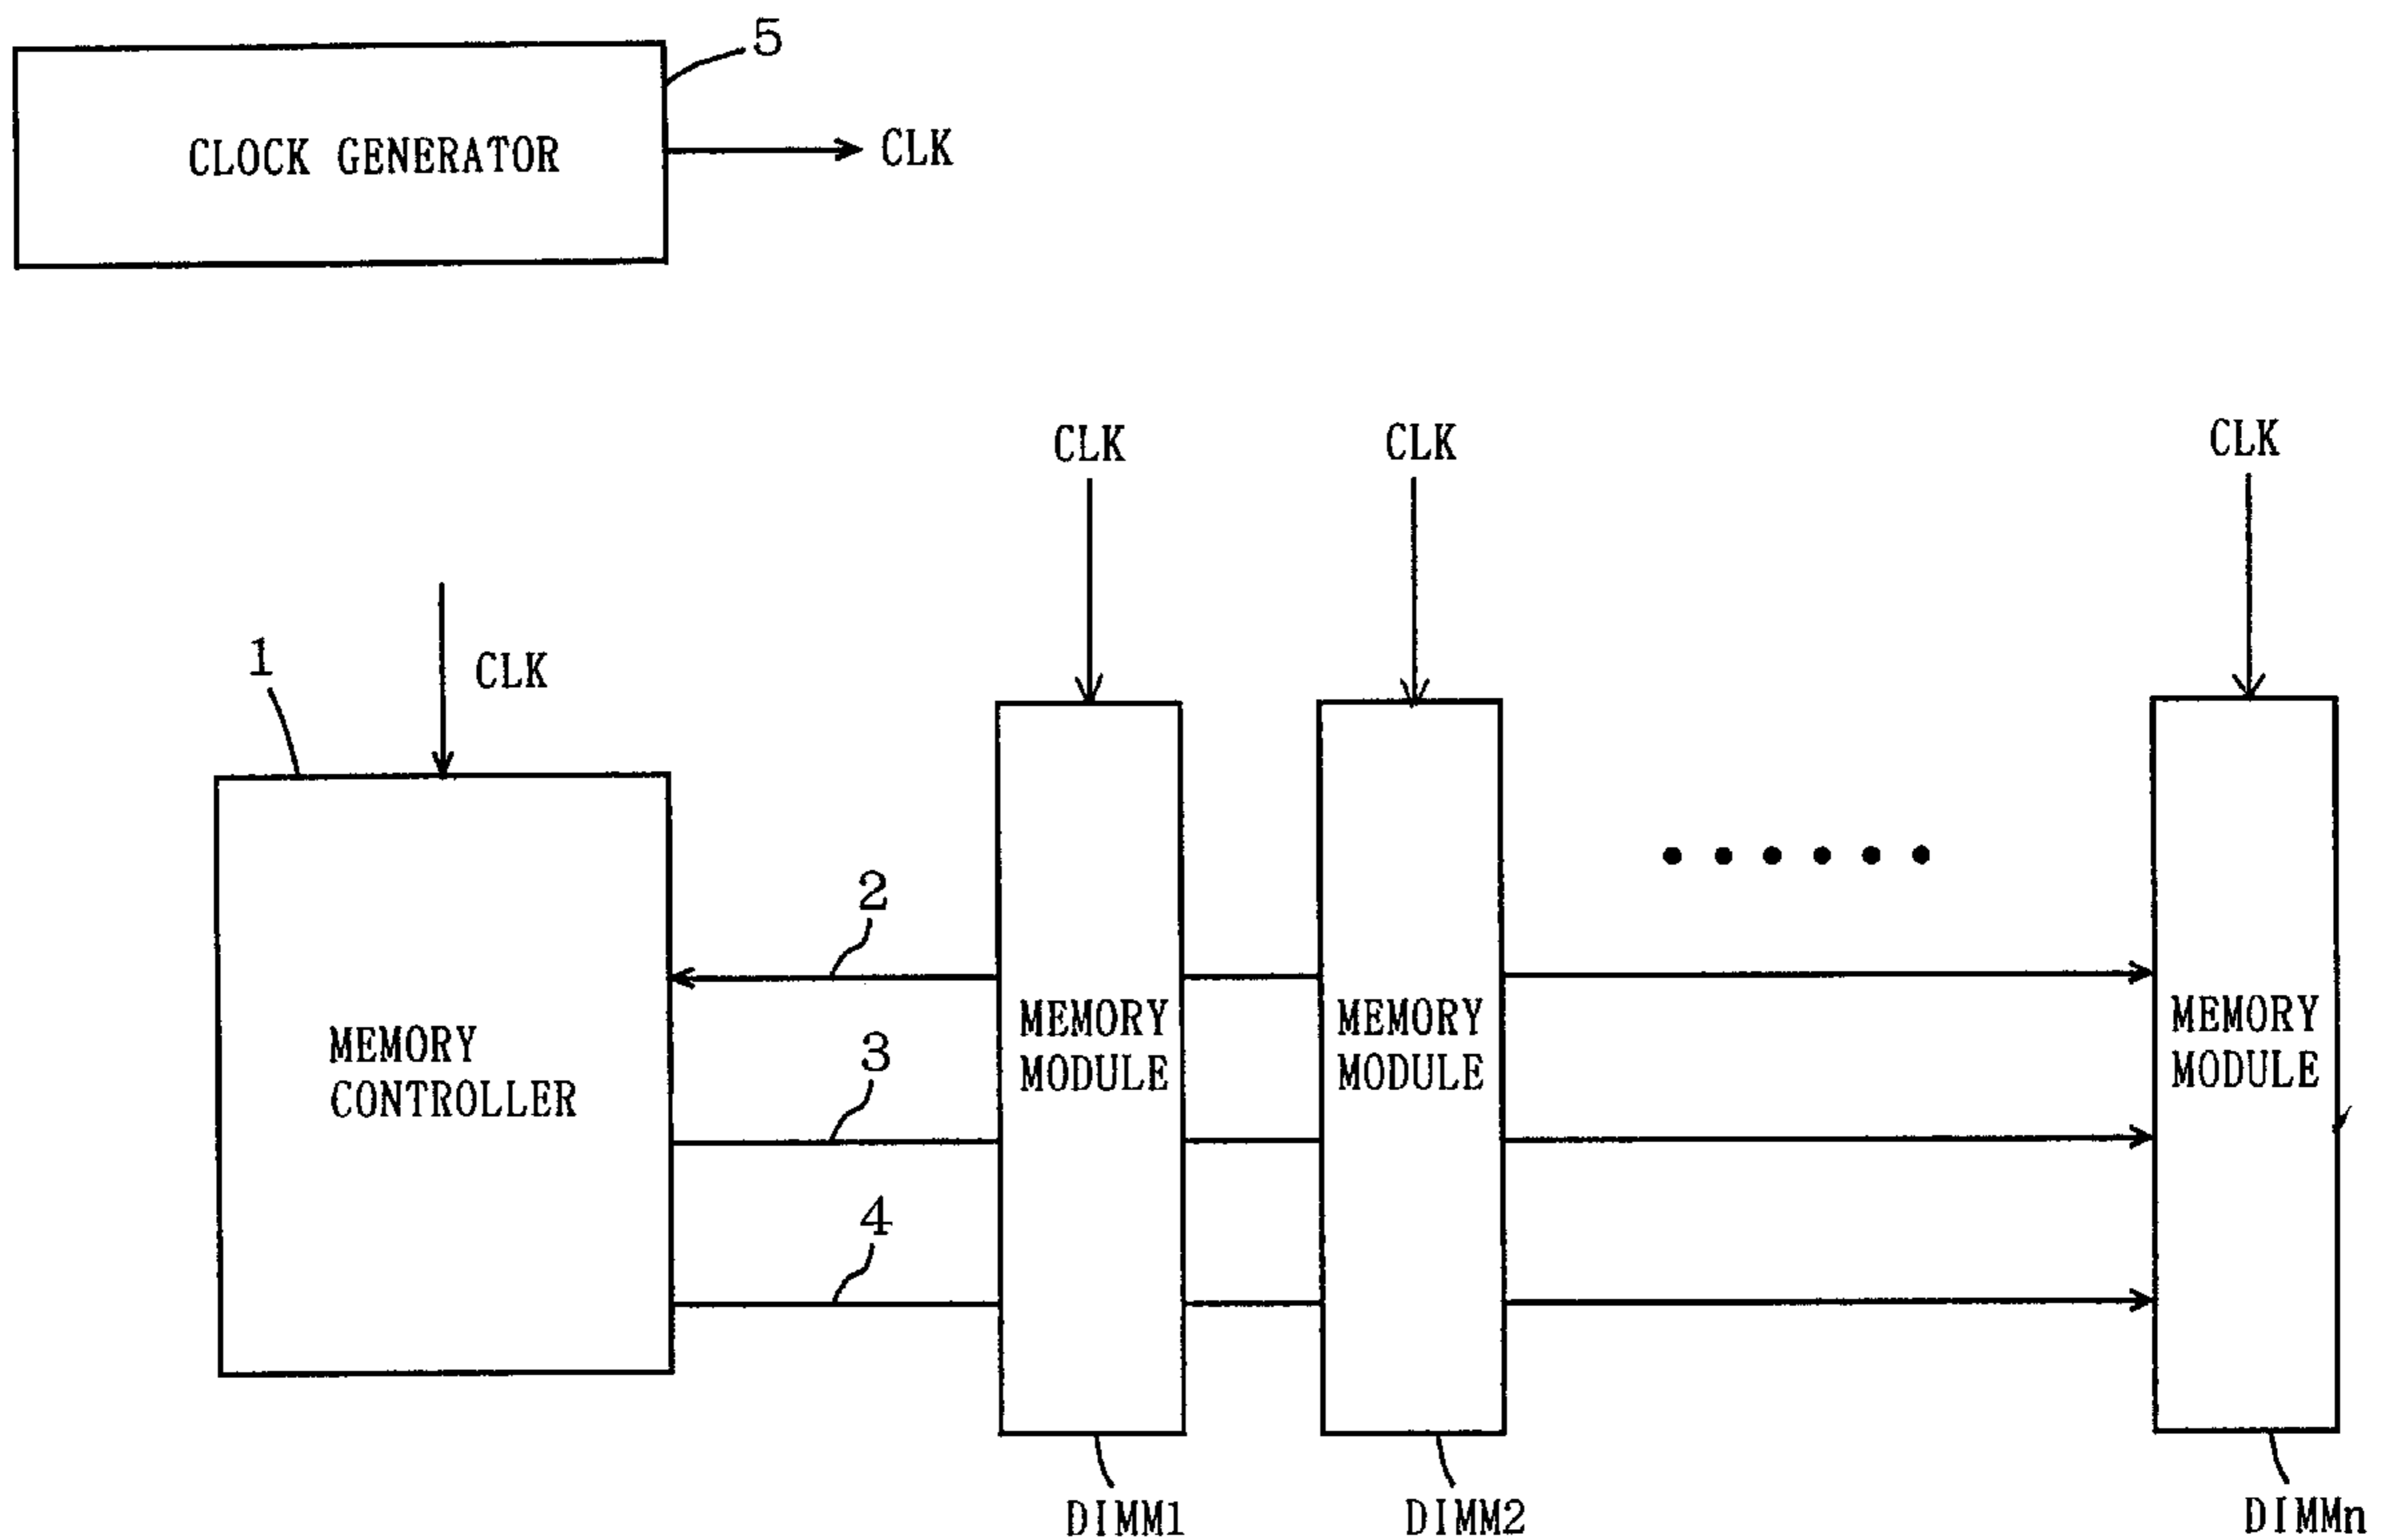 5
CLOCK GENERATOR
CLK
CLK
CLK
CLK
1
CLK
2
3
4
MEMORY
CONTROLLER
MEMORY
MODULE
MEMORY
MODULE
MEMORY
MODULE
DIMM1
DIMM2
DIMMn